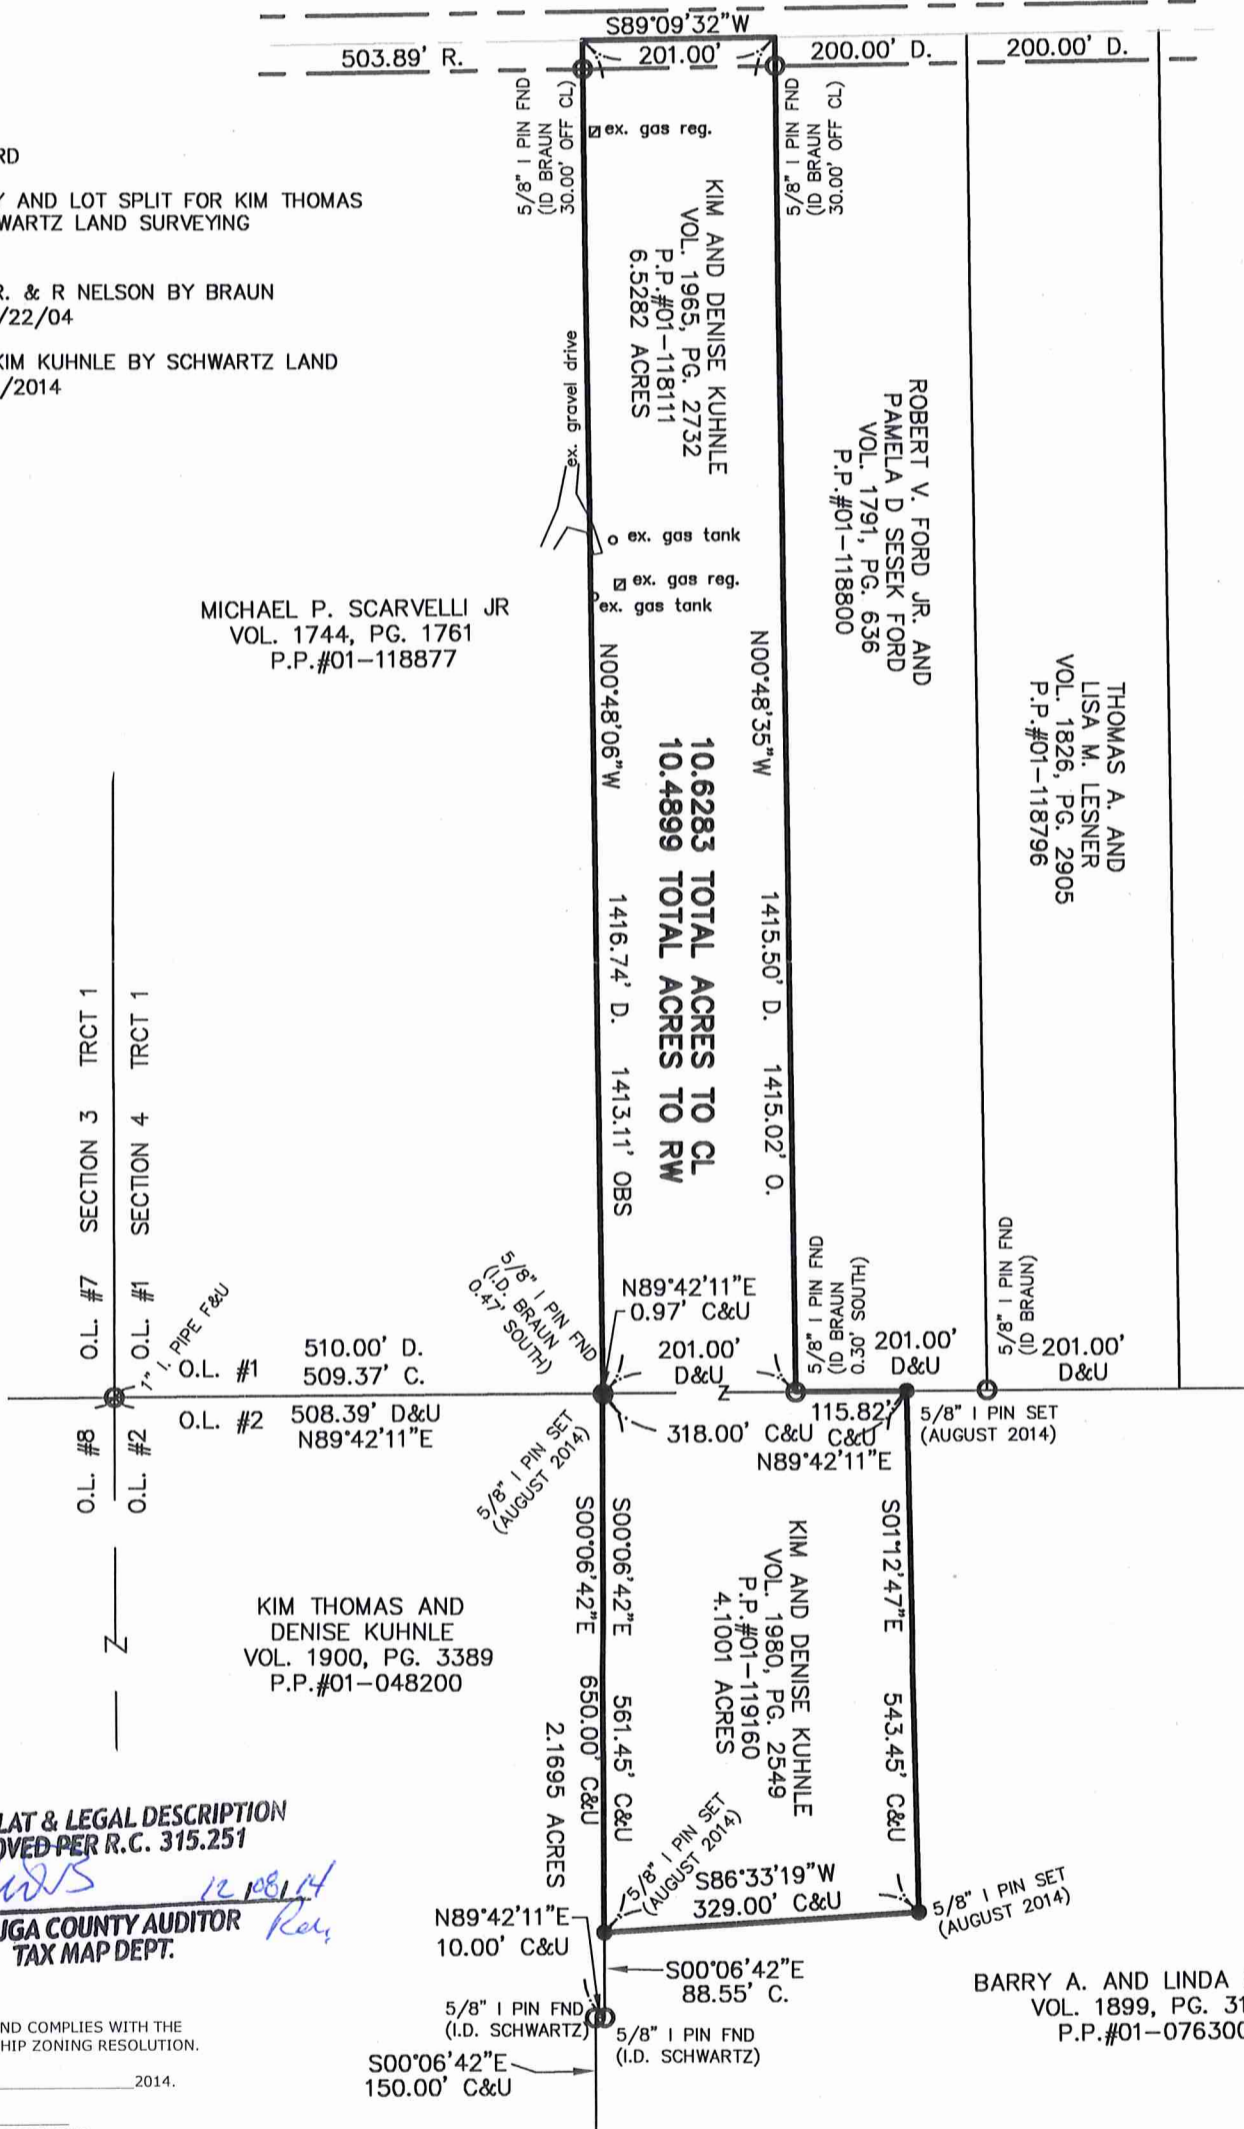 S89°09'32"W
503.89' R.
201.00'
200.00' D.
200.00' D.
5/8" I PIN FND
(ID BRAUN
30.00', OFF CL)
ex. gas reg.
5/8" I PIN FND
(ID BRAUN
30.00', OFF CL)
RD
Y AND LOT SPLIT FOR KIM THOMAS
WARTZ LAND SURVEYING
R. & R NELSON BY BRAUN
/22/04
KIM KUHNLE BY SCHWARTZ LAND
/2014
KIM AND DENISE KUHNLE
VOL. 1965, PG. 2732
P.P.#01-118111
6.5282 ACRES
ex. gravel drive
ROBERT V. FORD JR. AND
PAMELA D SESEK FORD
VOL. 1791, PG. 636
P.P.#01-118800
ex. gas tank
ex. gas reg.
ex. gas tank
MICHAEL P. SCARVELLI JR
VOL. 1744, PG. 1761
P.P.#01-118877
THOMAS A. AND
LISA M. LESNER
VOL. 1826, PG. 2905
P.P.#01-118796
N00°48'35"W 1415.50' D. 1415.02' O.
10.6283 TOTAL ACRES TO CL
10.4899 TOTAL ACRES TO RW
N00°48'06"W 1416.74' D. 1413.11' OBS
O.L. #7 SECTION 3 TRCT 1
O.L. #1 SECTION 4 TRCT 1
1" I. PIPE F&U
O.L. #1
510.00' D.
509.37' C.
5/8" I PIN FND
(I.D. BRAUN
0.47' SOUTH)
N89°42'11"E
0.97' C&U
201.00'
D&U
Z
5/8" I PIN FND
(ID BRAUN
0.30' SOUTH)
201.00'
D&U
5/8" I PIN FND
(ID BRAUN)
201.00'
D&U
O.L. #8
O.L. #2
O.L. #2
508.39' D&U
N89°42'11"E
5/8" I PIN SET
(AUGUST 2014)
318.00' C&U
115.82'
C&U
N89°42'11"E
5/8" I PIN SET
(AUGUST 2014)
Z
KIM THOMAS AND
DENISE KUHNLE
VOL. 1900, PG. 3389
P.P.#01-048200
S00°06'42"E 561.45' C&U
S00°06'42"E 650.00' C&U
2.1695 ACRES
KIM AND DENISE KUHNLE
VOL. 1980, PG. 2549
P.P.#01-119160
4.1001 ACRES
S01°12'47"E 543.45' C&U
5/8" I PIN SET
(AUGUST 2014)
S86°33'19"W
329.00' C&U
5/8" I PIN SET
(AUGUST 2014)
LAT & LEGAL DESCRIPTION
OVED PER R.C. 315.251
12/08/14
UGA COUNTY AUDITOR
TAX MAP DEPT.
N89°42'11"E
10.00' C&U
S00°06'42"E
88.55' C.
5/8" I PIN FND
(I.D. SCHWARTZ)
5/8" I PIN FND
(I.D. SCHWARTZ)
S00°06'42"E
150.00' C&U
BARRY A. AND LINDA
VOL. 1899, PG. 31
P.P.#01-076300
ND COMPLIES WITH THE
HIP ZONING RESOLUTION.
2014.